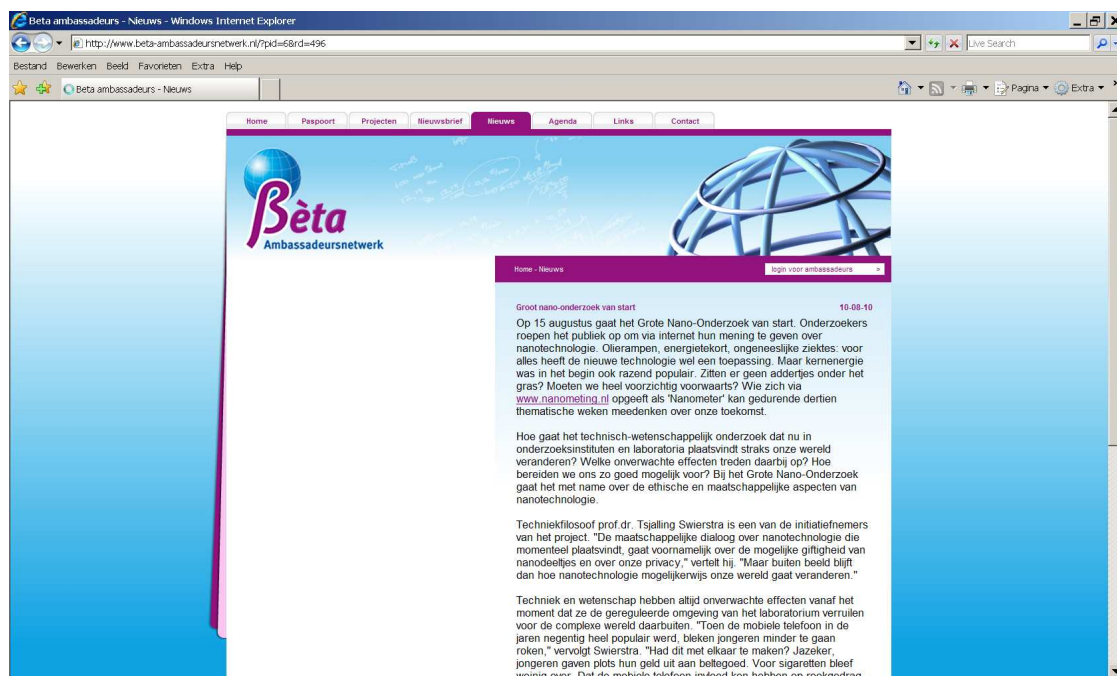 Beta ambassadeurs - Nieuws - Windows Internet Explorer
http://www.beta-ambassadeursnetwerk.nl/?pid=6&rd=496
Live Search
Bestand Bewerken Beeld Favorieten Extra Help
Beta ambassadeurs - Nieuws
Pagina Extra
Home Paspoort Projecten Nieuwsbrief Nieuws Agenda Links Contact
Bèta
Ambassadeursnetwerk
Home - Nieuws
login voor ambassadeurs >
Groot nano-onderzoek van start 10-08-10
Op 15 augustus gaat het Grote Nano-Onderzoek van start. Onderzoekers
roepen het publiek op om via internet hun mening te geven over
nanotechnologie. Olierampen, energietekort, ongeneeslijke ziektes: voor
alles heeft de nieuwe technologie wel een toepassing. Maar kernenergie
was in het begin ook razend populair. Zitten er geen addertjes onder het
gras? Moeten we heel voorzichtig voorwaarts? Wie zich via
www.nanometing.nl opgeeft als 'Nanometer' kan gedurende dertien
thematische weken meedenken over onze toekomst.
Hoe gaat het technisch-wetenschappelijk onderzoek dat nu in
onderzoeksinstituten en laboratoria plaatsvindt straks onze wereld
veranderen? Welke onverwachte effecten treden daarbij op? Hoe
bereiden we ons zo goed mogelijk voor? Bij het Grote Nano-Onderzoek
gaat het met name over de ethische en maatschappelijke aspecten van
nanotechnologie.
Techniekfilosoof prof.dr. Tsjalling Swierstra is een van de initiatiefnemers
van het project. "De maatschappelijke dialoog over nanotechnologie die
momenteel plaatsvindt, gaat voornamelijk over de mogelijke giftigheid van
nanodeeltjes en over onze privacy," vertelt hij. "Maar buiten beeld blijft
dan hoe nanotechnologie mogelijkerwijs onze wereld gaat veranderen."
Techniek en wetenschap hebben altijd onverwachte effecten vanaf het
moment dat ze de gereguleerde omgeving van het laboratorium verruilen
voor de complexe wereld daarbuiten. "Toen de mobiele telefoon in de
jaren negentig heel populair werd, bleken jongeren minder te gaan
roken," vervolgt Swierstra. "Had dit met elkaar te maken? Jazeker,
jongeren gaven plots hun geld uit aan beltegoed. Voor sigaretten bleef
weinig over. Dat de mobiele telefoon invloed kon hebben op rookgedrag